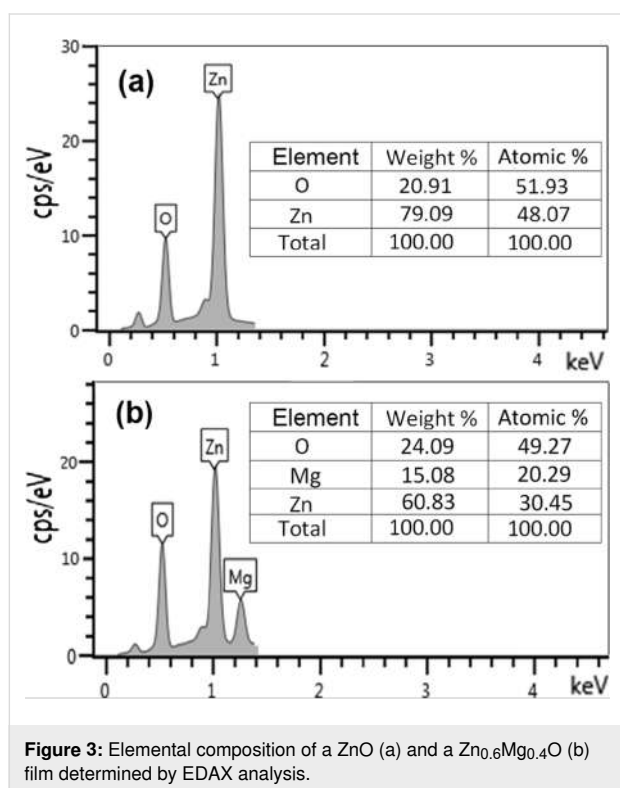 30
(a)
Zn
cps/eV
20
Element Weight % Atomic %
O 20.91 51.93
Zn 79.09 48.07
Total 100.00 100.00
O
10
0
0 1 2 3 4 keV
(b)
Zn
cps/eV
Element Weight % Atomic %
O 24.09 49.27
Mg 15.08 20.29
Zn 60.83 30.45
Total 100.00 100.00
20
O
Mg
10
0
0 1 2 3 4 keV
Figure 3: Elemental composition of a ZnO (a) and a Zn0.6Mg0.4O (b)
film determined by EDAX analysis.